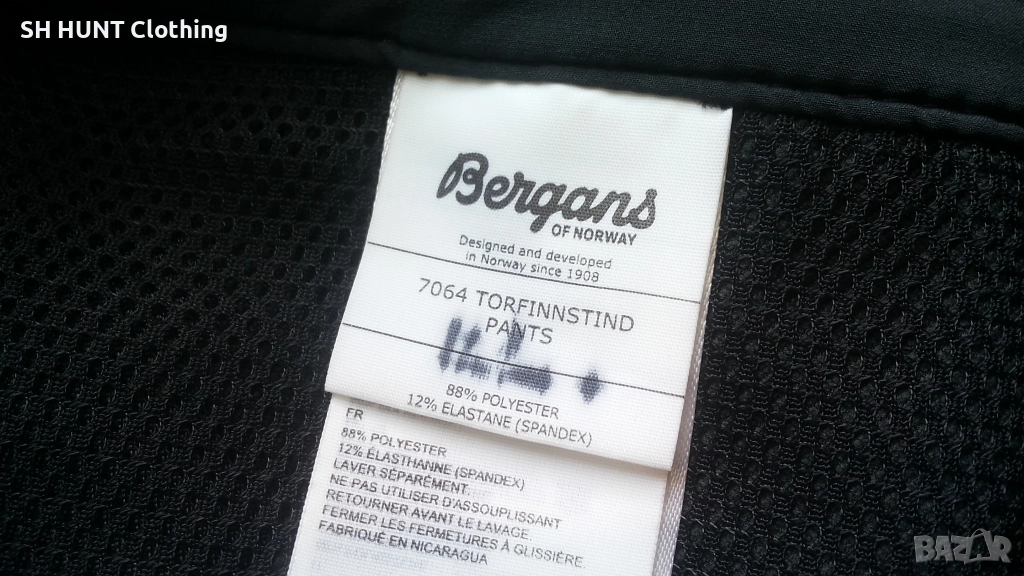 SH HUNT Clothing
Bergans
OF NORWAY
Designed and developed
in Norway since 1908
7064 TORFINNSTIND
PANTS
88% POLYESTER
12% ELASTANE (SPANDEX)
FR
88% POLYESTER
12% ÉLASTHANNE (SPANDEX)
LAVER SÉPARÉMENT.
NE PAS UTILISER D'ASSOUPLISSANT
RETOURNER AVANT LE LAVAGE.
FERMER LES FERMETURES À GLISSIÈRE.
FABRIQUÉ EN NICARAGUA
BAZAR